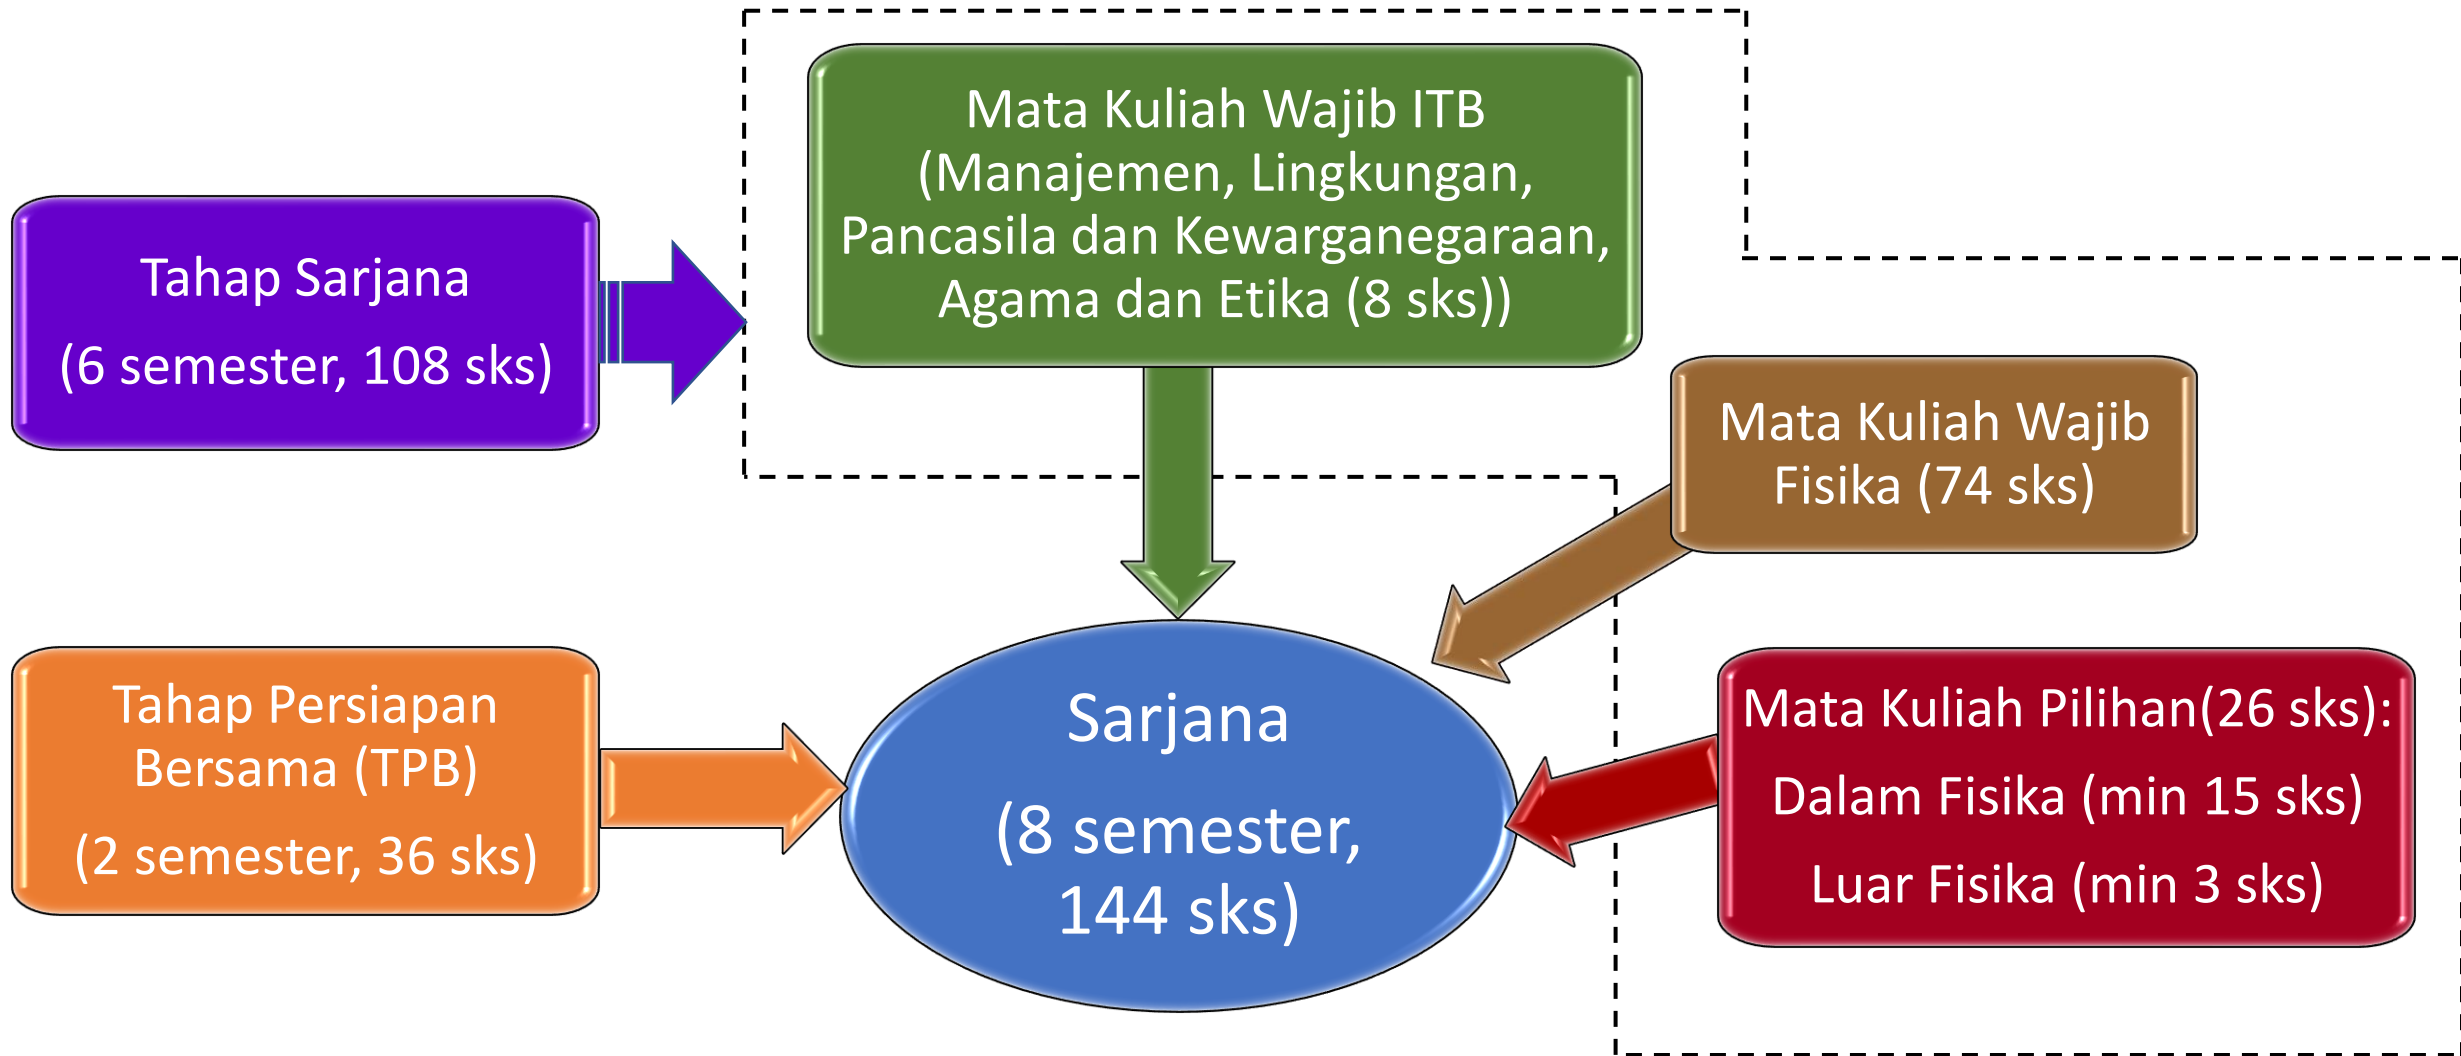 Mata Kuliah Wajib ITB
(Manajemen, Lingkungan,
Pancasila dan Kewarganegaraan,
Agama dan Etika (8 sks))
Tahap Sarjana
(6 semester, 108 sks)
Mata Kuliah Wajib
Fisika (74 sks)
Tahap Persiapan
Bersama (TPB)
(2 semester, 36 sks)
Sarjana
(8 semester,
144 sks)
Mata Kuliah Pilihan(26 sks):
Dalam Fisika (min 15 sks)
Luar Fisika (min 3 sks)